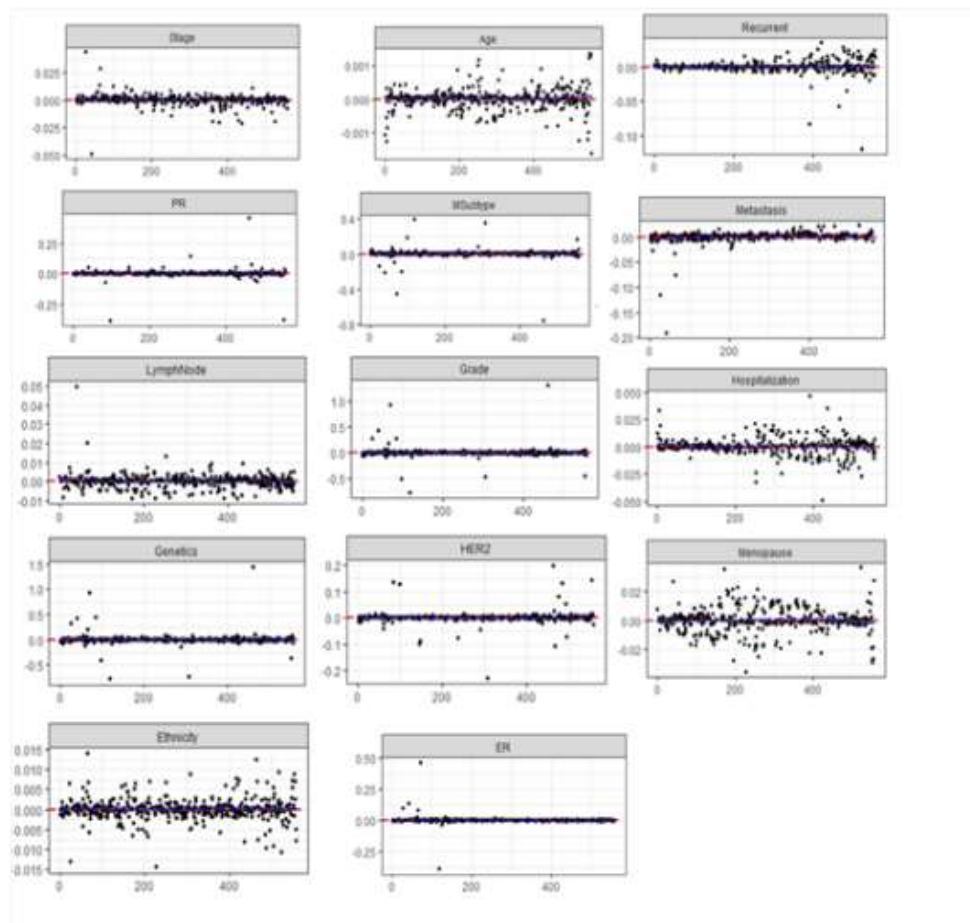 Stage
0.025
0.000
-0.025
-0.050
0 200 400
Age
0.001
0.000
-0.001
0 200 400
Recurrent
0.00
-0.05
-0.10
0 200 400
PR
0.25
0.00
-0.25
0 200 400
MSubtype
0.4
0.0
-0.4
-0.8
0 200 400
Metastasis
0.00
-0.05
-0.10
-0.15
-0.20
0 200 400
LymphNode
0.05
0.04
0.03
0.02
0.01
0.00
-0.01
0 200 400
Grade
1.0
0.5
0.0
-0.5
0 200 400
Hospitalization
0.050
0.025
0.000
-0.025
-0.050
0 200 400
Genetics
1.5
1.0
0.5
0.0
-0.5
0 200 400
HER2
0.2
0.1
0.0
-0.1
-0.2
0 200 400
Menopause
0.02
0.00
-0.02
0 200 400
Ethnicity
0.015
0.010
0.005
0.000
-0.005
-0.010
-0.015
0 200 400
ER
0.50
0.25
0.00
-0.25
0 200 400